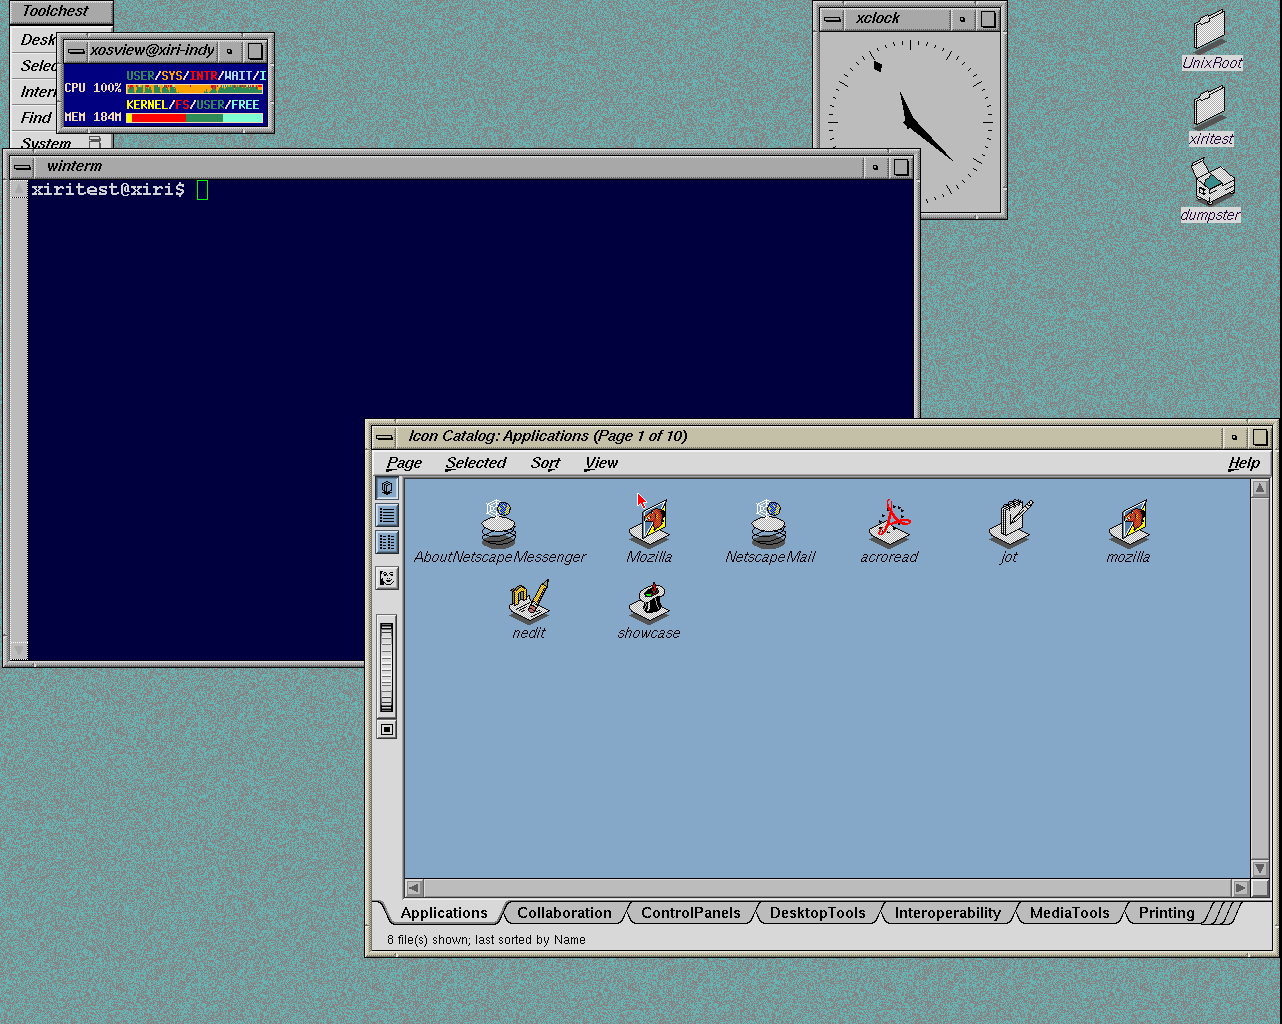 Toolchest
Desk
Selec
Inter
Find
System
xosview@xiri-indy
USER/SYS/INTR/WAIT/I
CPU 100%
KERNEL/FS/USER/FREE
MEM 184M
xclock
UnixRoot
xiritest
dumpster
winterm
xiritest@xiri$
Icon Catalog: Applications (Page 1 of 10)
Page Selected Sort View Help
AboutNetscapeMessenger Mozilla NetscapeMail acroread jot mozilla
nedit showcase
Applications Collaboration ControlPanels DesktopTools Interoperability MediaTools Printing
8 file(s) shown; last sorted by Name